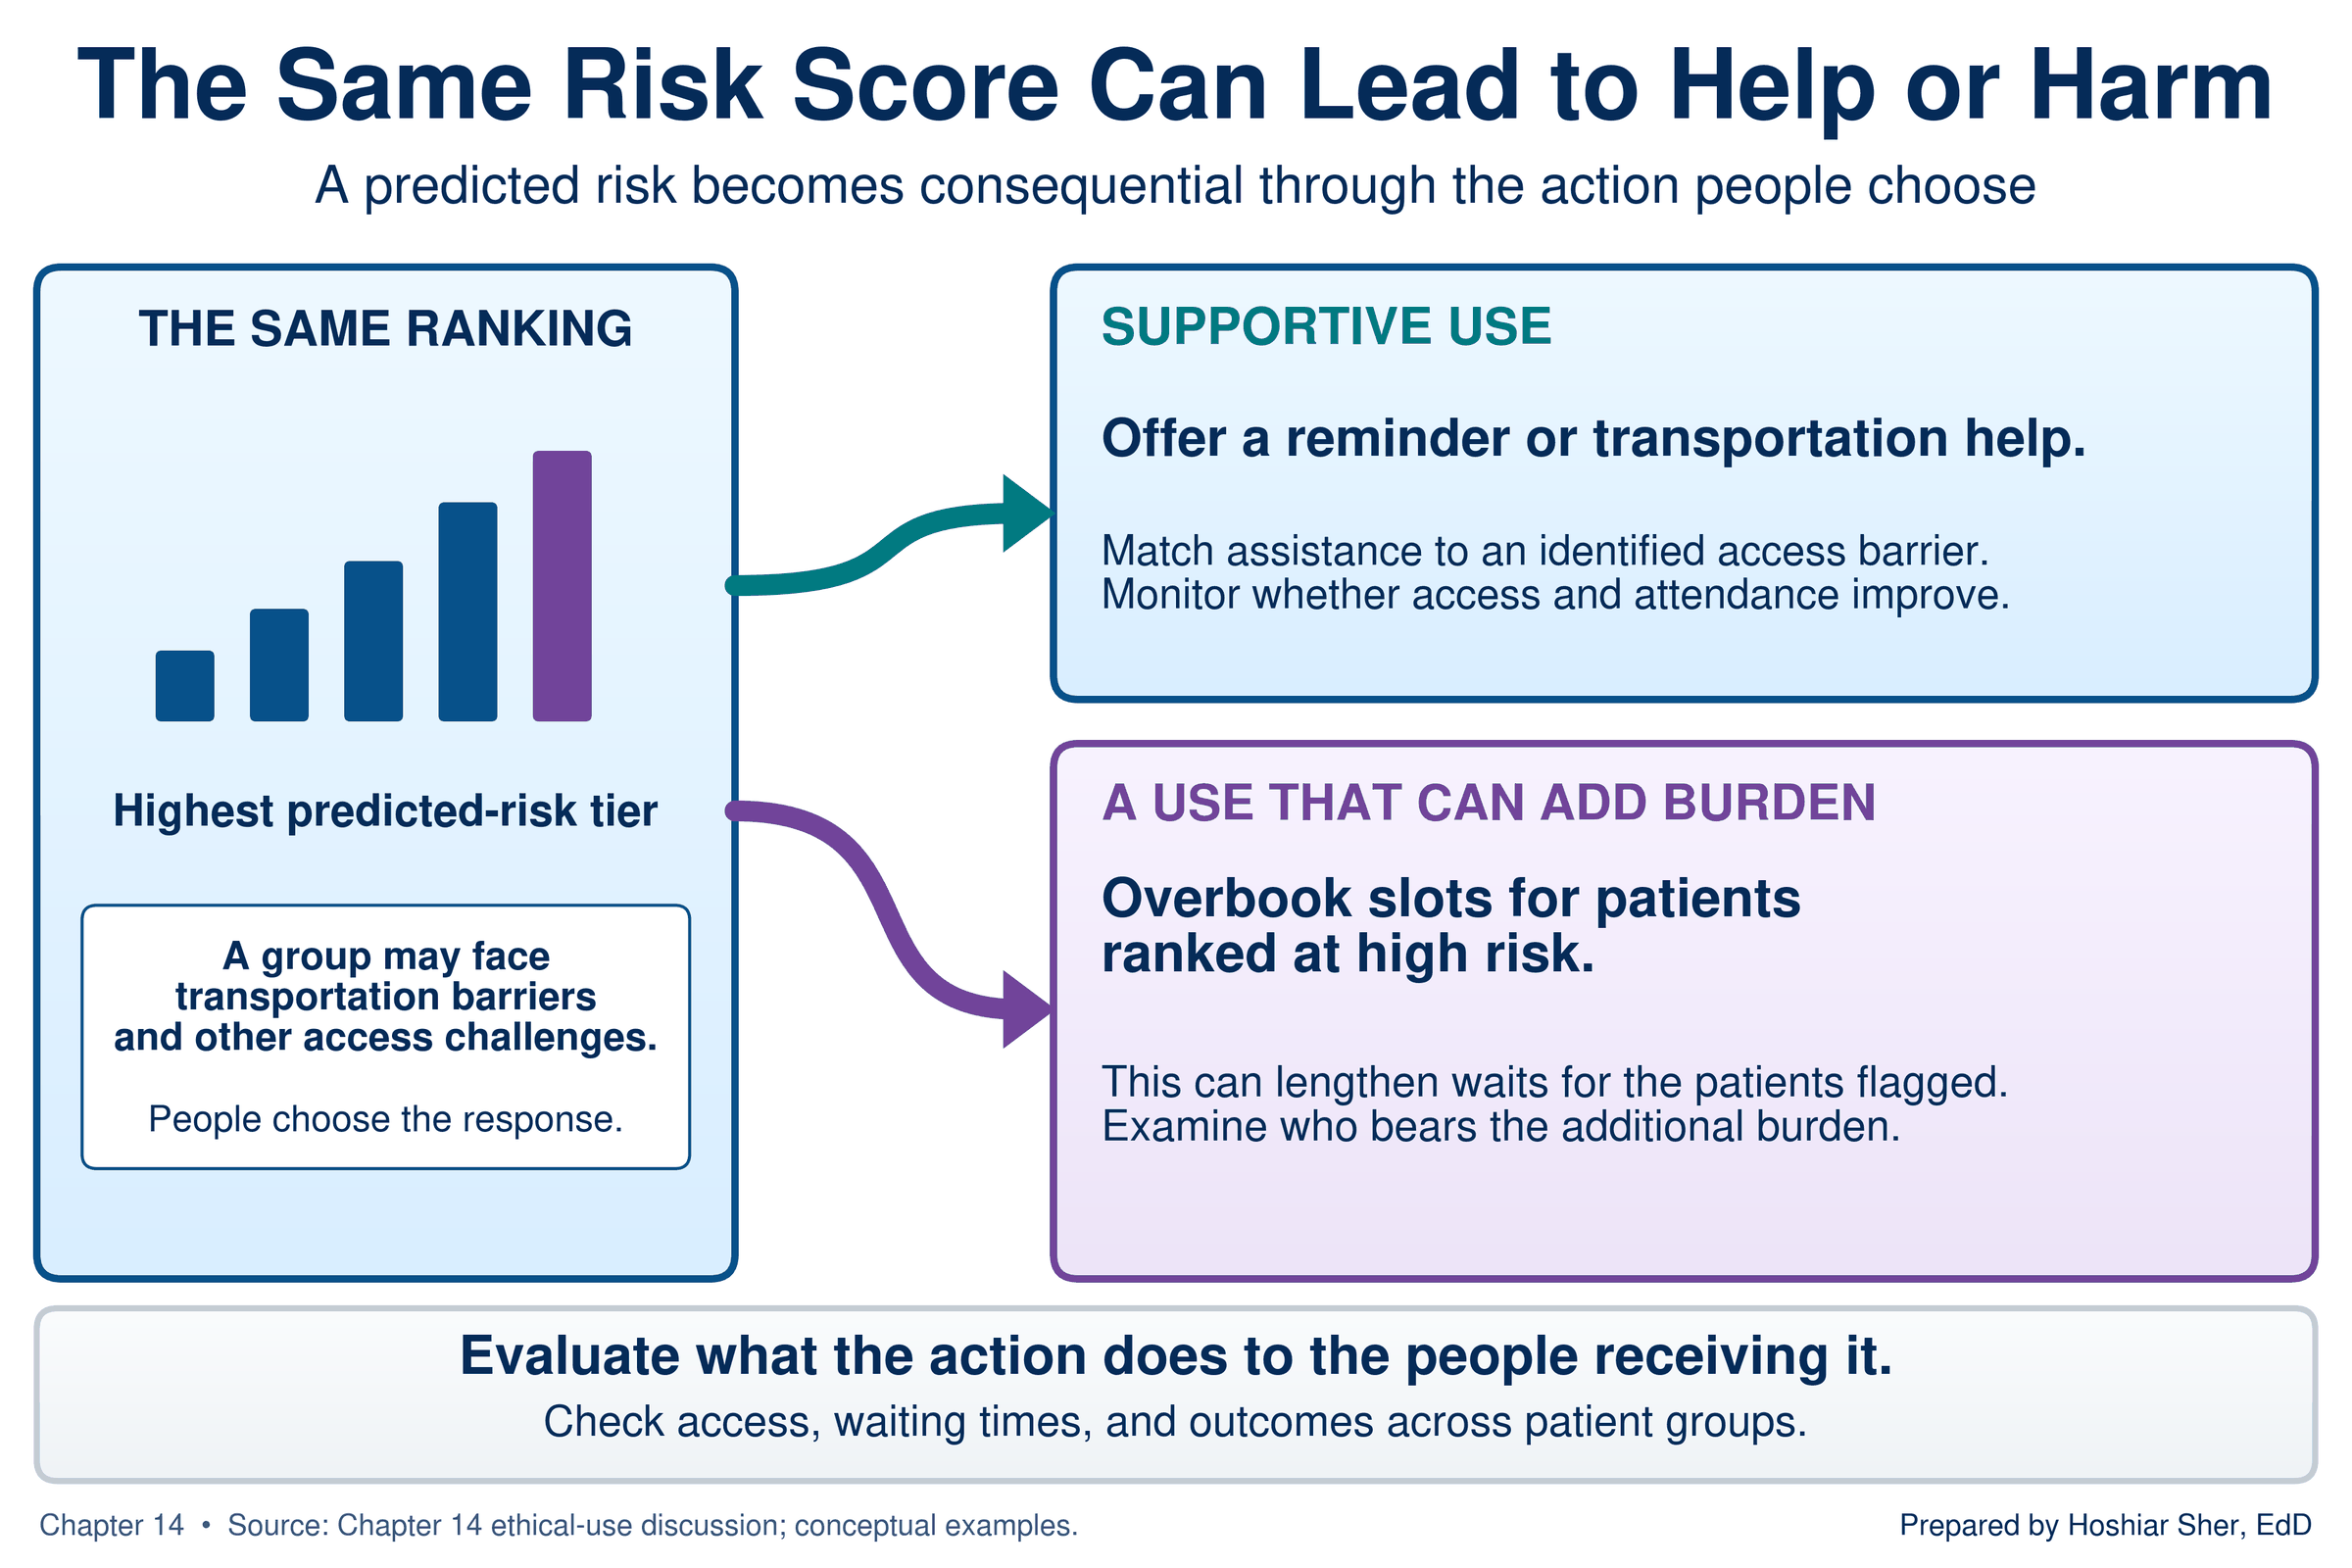 The Same Risk Score Can Lead to Help or Harm
A predicted risk becomes consequential through the action people choose
THE SAME RANKING
Highest predicted-risk tier
A group may face
transportation barriers
and other access challenges.
People choose the response.
SUPPORTIVE USE
Offer a reminder or transportation help.
Match assistance to an identified access barrier.
Monitor whether access and attendance improve.
A USE THAT CAN ADD BURDEN
Overbook slots for patients
ranked at high risk.
This can lengthen waits for the patients flagged.
Examine who bears the additional burden.
Evaluate what the action does to the people receiving it.
Check access, waiting times, and outcomes across patient groups.
Chapter 14 • Source: Chapter 14 ethical-use discussion; conceptual examples.
Prepared by Hoshiar Sher, EdD